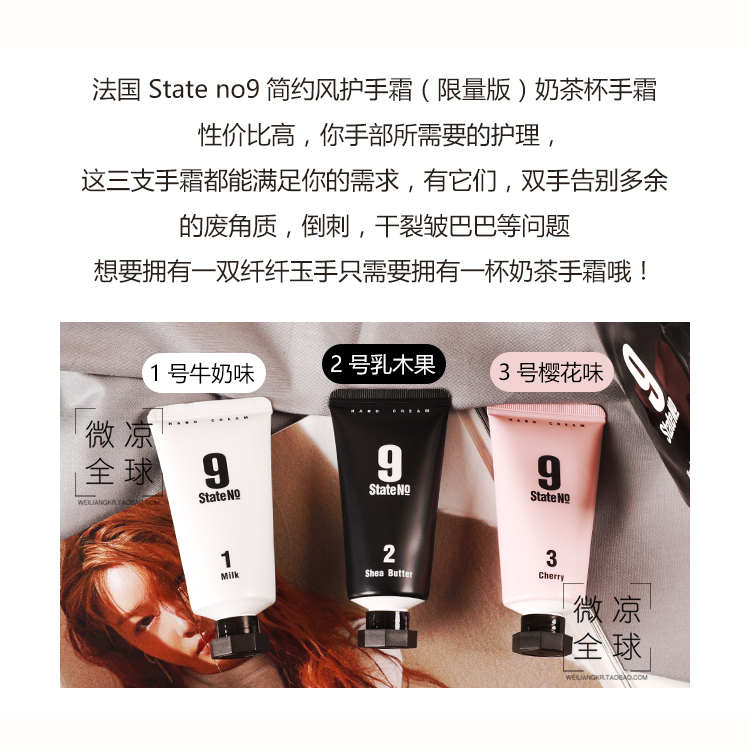 法国 State no9 简约风护手霜（限量版）奶茶杯手霜
性价比高，你手部所需要的护理，
这三支手霜都能满足你的需求，有它们，双手告别多余
的废角质，倒刺，干裂皱巴巴等问题
想要拥有一双纤纤玉手只需要拥有一杯奶茶手霜哦！
1 号牛奶味
2 号乳木果
3 号樱花味
HAND CREAM
9
StateNo
1
Milk
HAND CREAM
9
StateNo
2
Shea Butter
HAND CREAM
9
StateNo
3
Cherry
9
StateNo
微凉
全球
WEILIANGKR.TAOBAO.COM
微凉
全球
WEILIANGKR.TAOBAO.COM